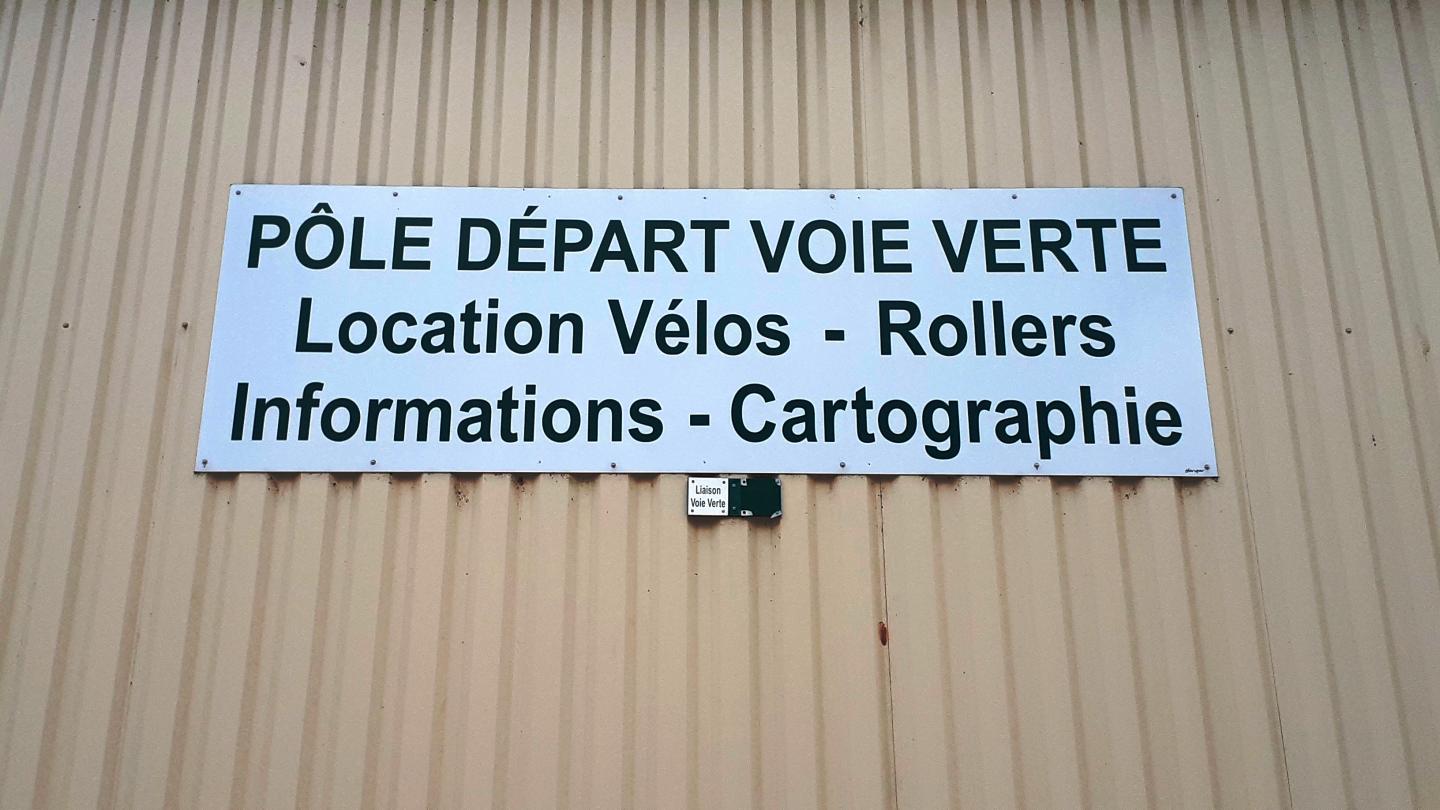 PÔLE DÉPART VOIE VERTE
Location Vélos - Rollers
Informations - Cartographie
Liaison
Voie Verte